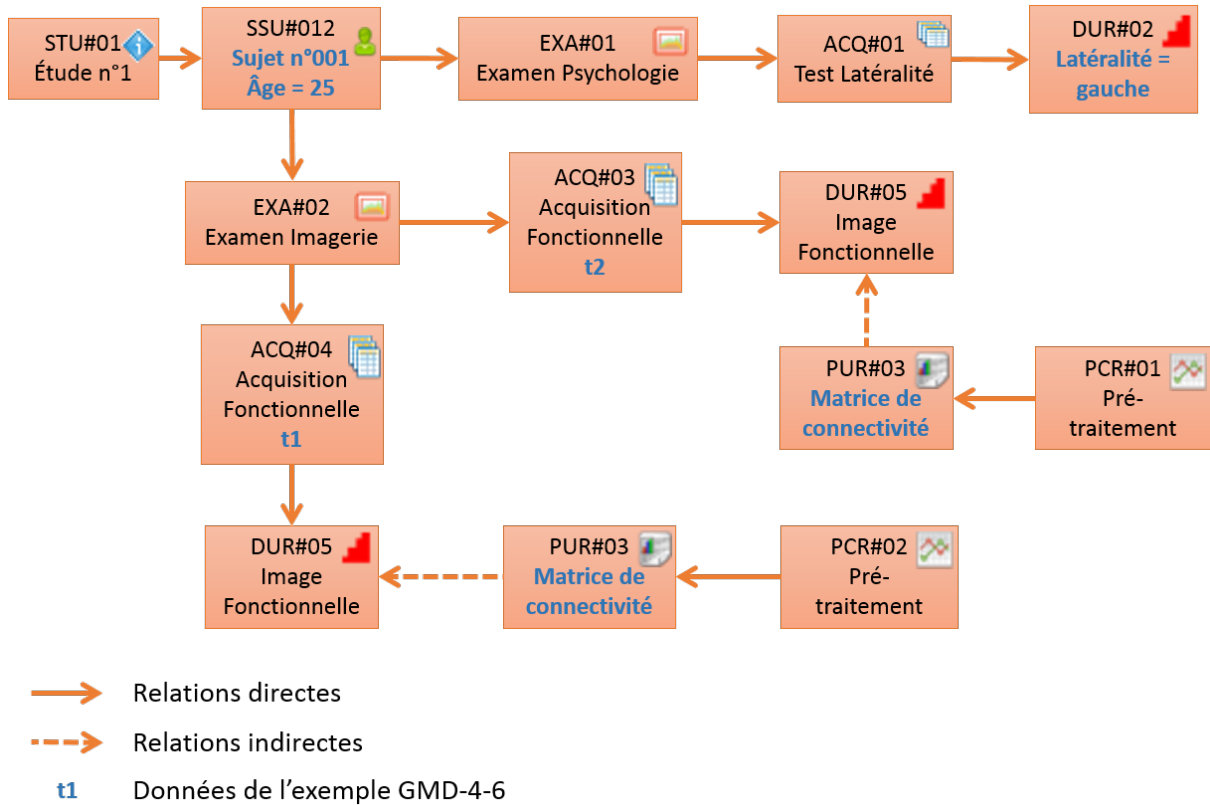 STU#01
Étude n°1
SSU#012
Sujet n°001
Âge = 25
EXA#01
Examen Psychologie
ACQ#01
Test Latéralité
DUR#02
Latéralité =
gauche
EXA#02
Examen Imagerie
ACQ#03
Acquisition
Fonctionnelle
t2
DUR#05
Image
Fonctionnelle
ACQ#04
Acquisition
Fonctionnelle
t1
PUR#03
Matrice de
connectivité
PCR#01
Pré-
traitement
DUR#05
Image
Fonctionnelle
PUR#03
Matrice de
connectivité
PCR#02
Pré-
traitement
Relations directes
Relations indirectes
t1 Données de l'exemple GMD-4-6